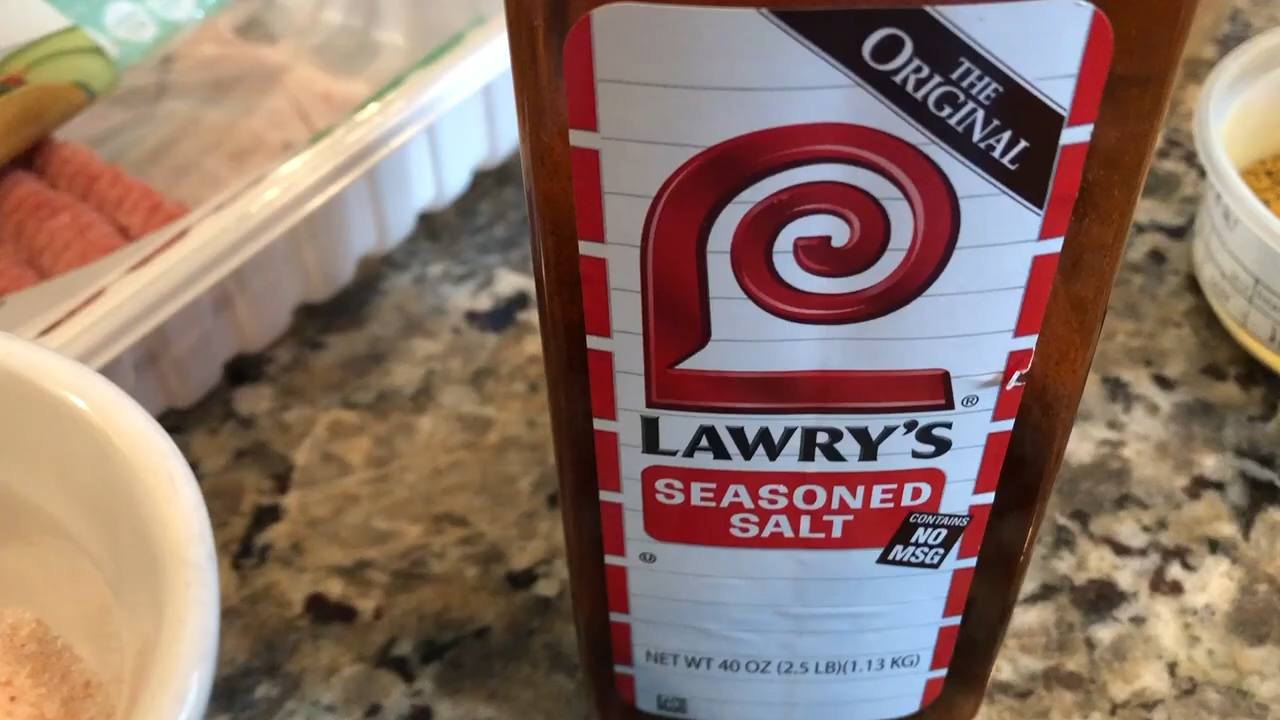 THE
ORIGINAL
®
LAWRY'S
SEASONED
SALT
CONTAINS
NO
MSG
NET WT 40 OZ (2.5 LB)(1.13 KG)